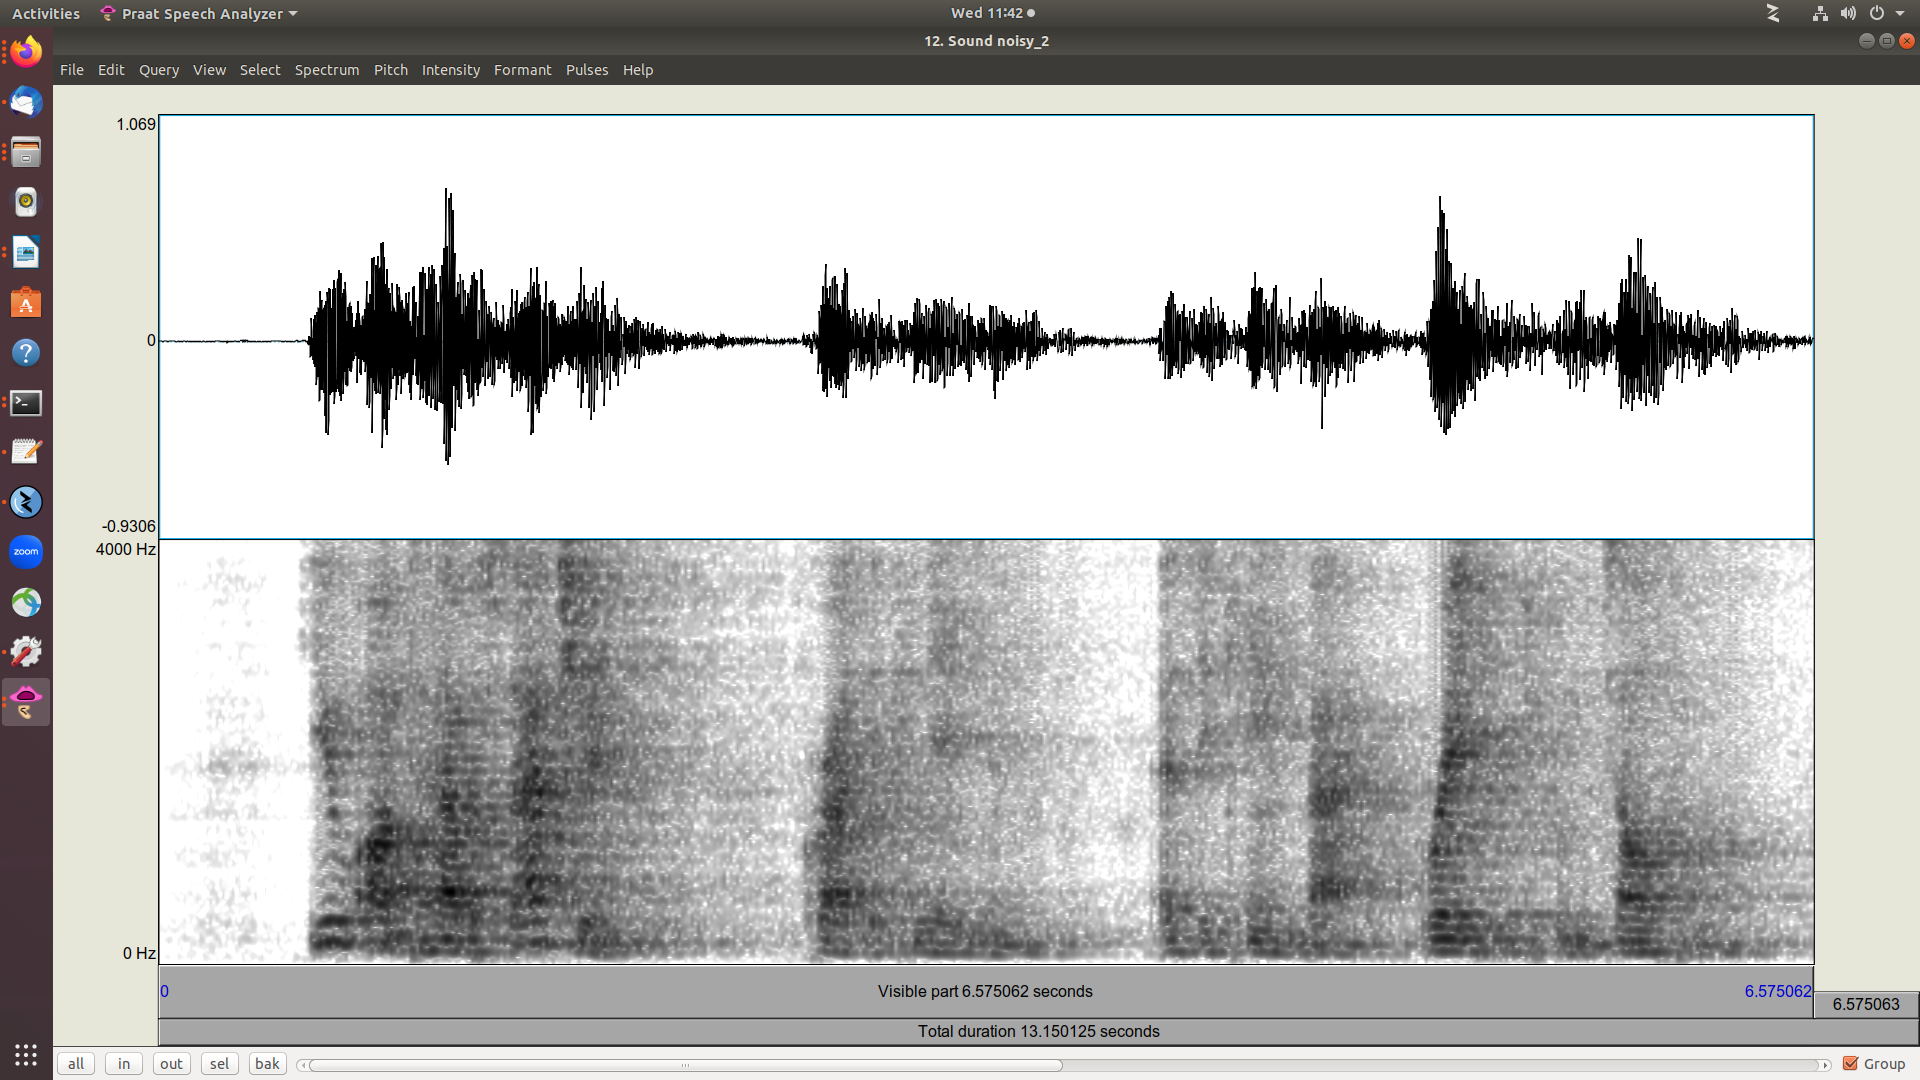 Activities Praat Speech Analyzer Wed 11:42
12. Sound noisy_2
File Edit Query View Select Spectrum Pitch Intensity Formant Pulses Help
1.069
0
-0.9306
4000 Hz
zoom
0 Hz
0 Visible part 6.575062 seconds 6.575062
6.575063
Total duration 13.150125 seconds
all in out sel bak Group